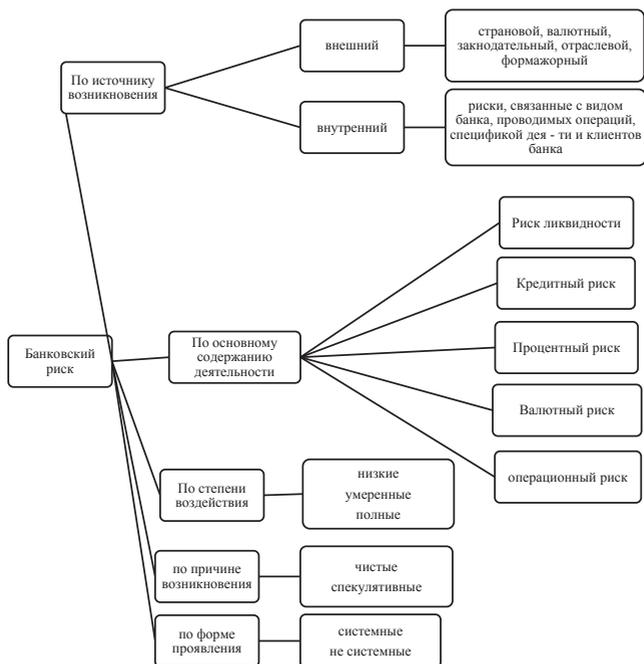 По источнику
возникновения
внешний
страновой, валютный,
закнодательный, отраслевой,
формажорный
внутренний
риски, связанные с видом
банка, проводимых операций,
спецификой дея - ти и клиентов
банка
Банковский
риск
По основному
содержанию
деятельности
Риск ликвидности
Кредитный риск
Процентный риск
Валютный риск
операционный риск
По степени
воздействия
низкие
умеренные
полные
по причине
возникновения
чистые
спекулятивные
по форме
проявления
системные
не системные